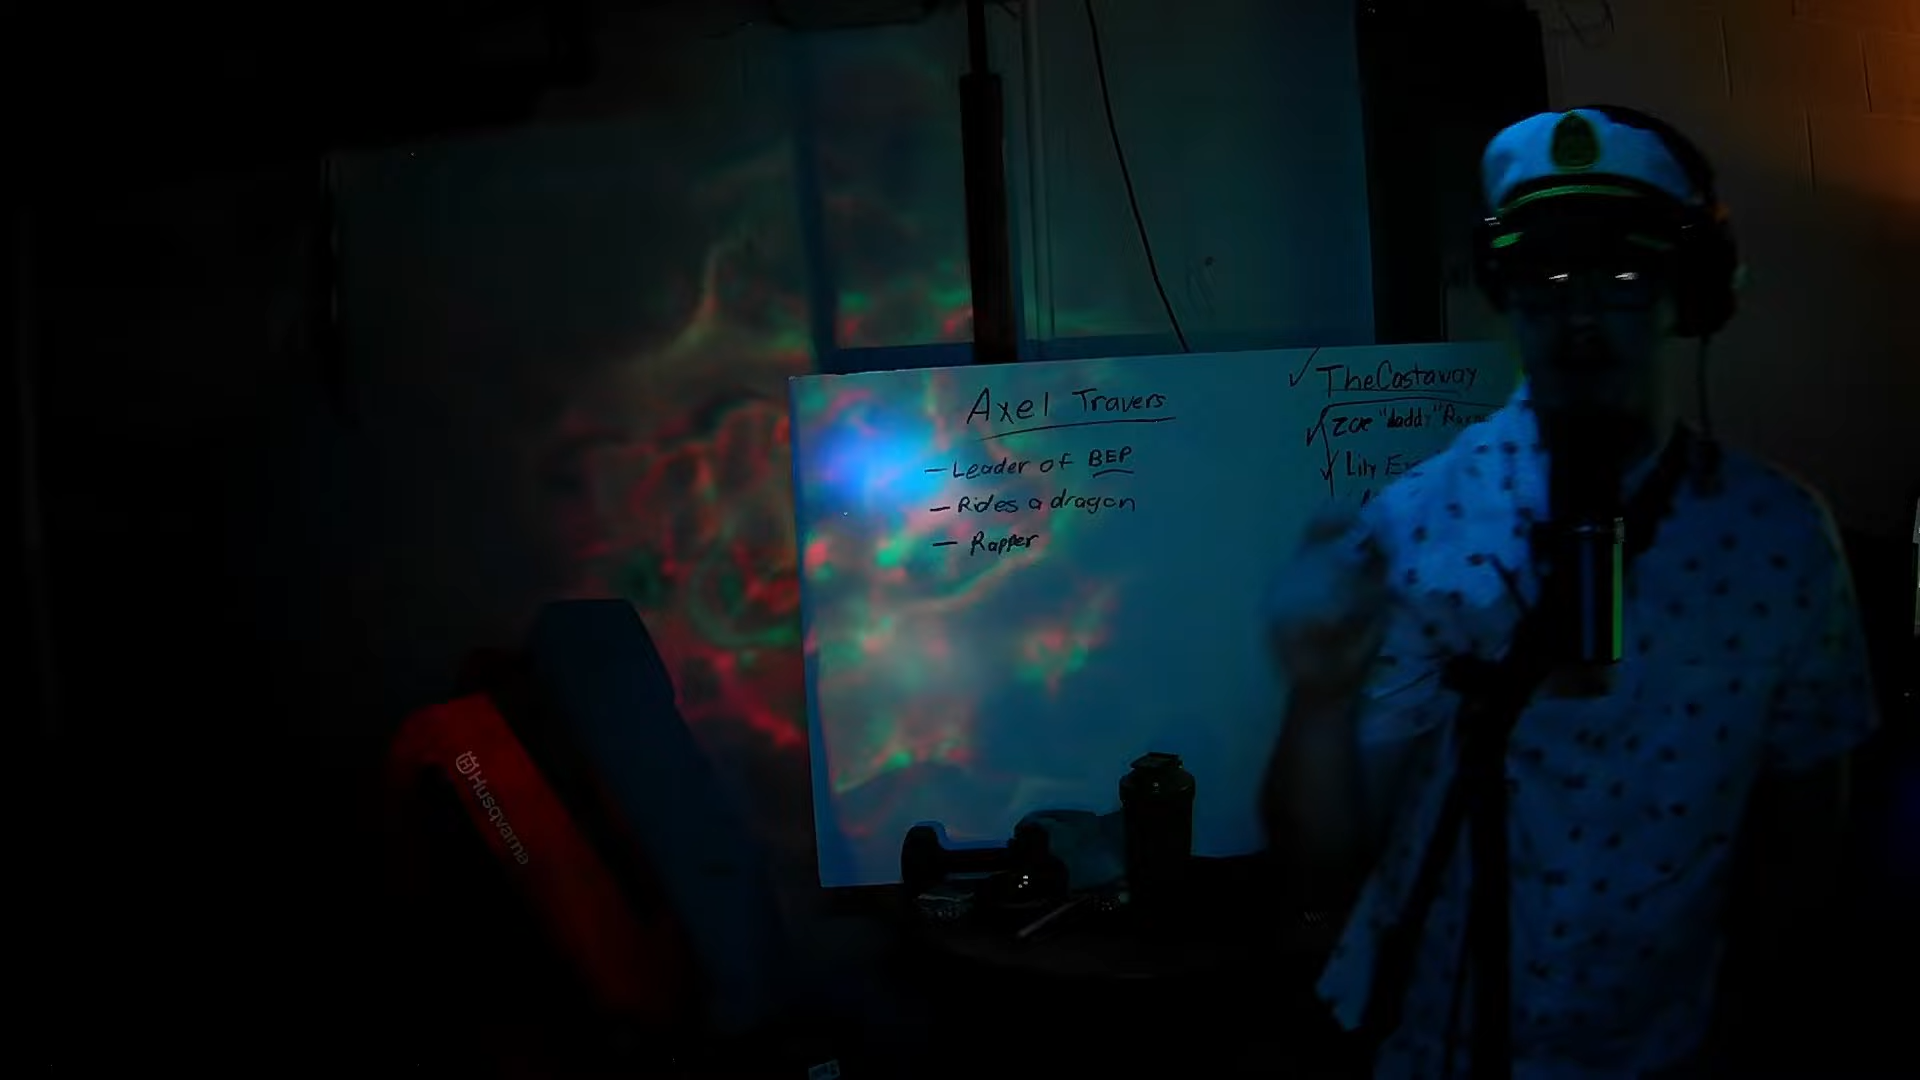 Axel Travers
– Leader of BEP
– Rides a dragon
– Rapper
✓ TheCastaway
✓ Zoe "daddy"
✓ Lily
Husqvarna